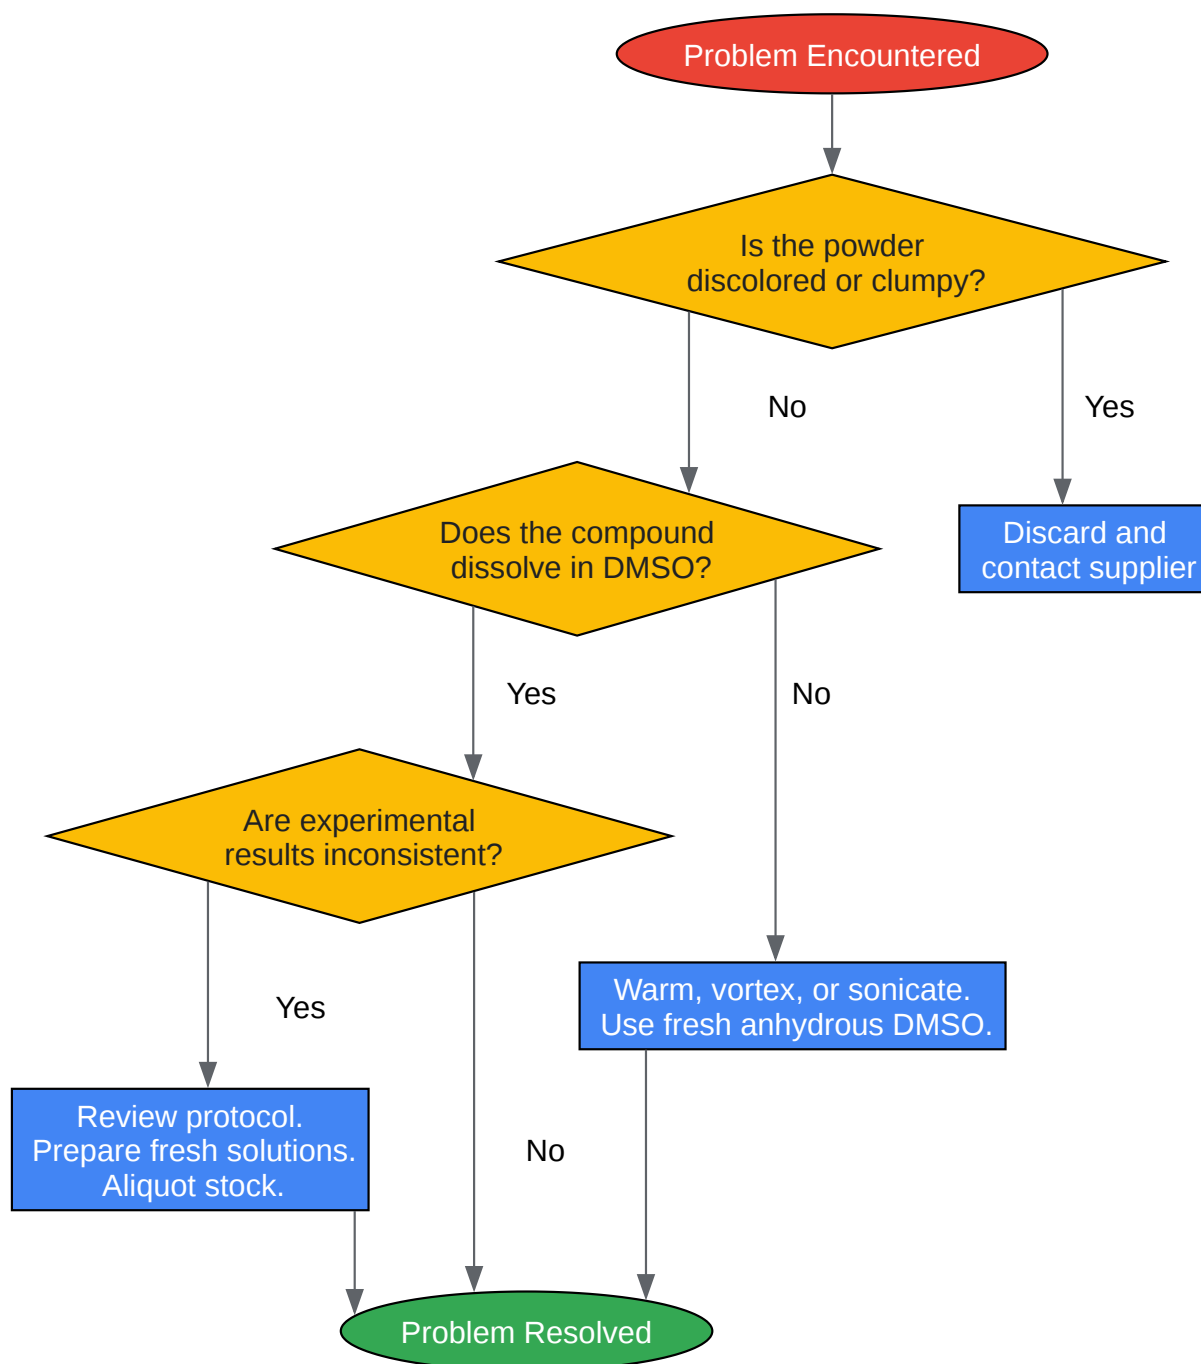 Problem Encountered
Is the powder
discolored or clumpy?
No
Yes
Does the compound
dissolve in DMSO?
Discard and
contact supplier
Yes
No
Are experimental
results inconsistent?
Warm, vortex, or sonicate.
Use fresh anhydrous DMSO.
Yes
Review protocol.
Prepare fresh solutions.
Aliquot stock.
No
Problem Resolved